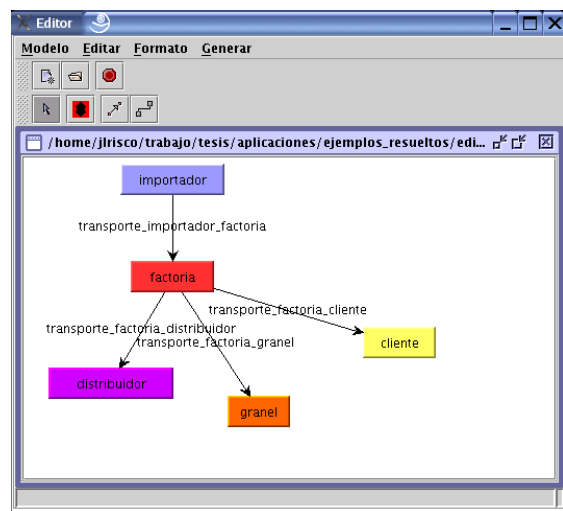 Editor
Modelo Editar Formato Generar
/home/jlrisco/trabajo/tesis/aplicaciones/ejemplos_resueltos/edi...
importador
transporte_importador_factoria
factoria
transporte_factoria_cliente
transporte_factoria_distribuidor
transporte_factoria_granel
cliente
distribuidor
granel